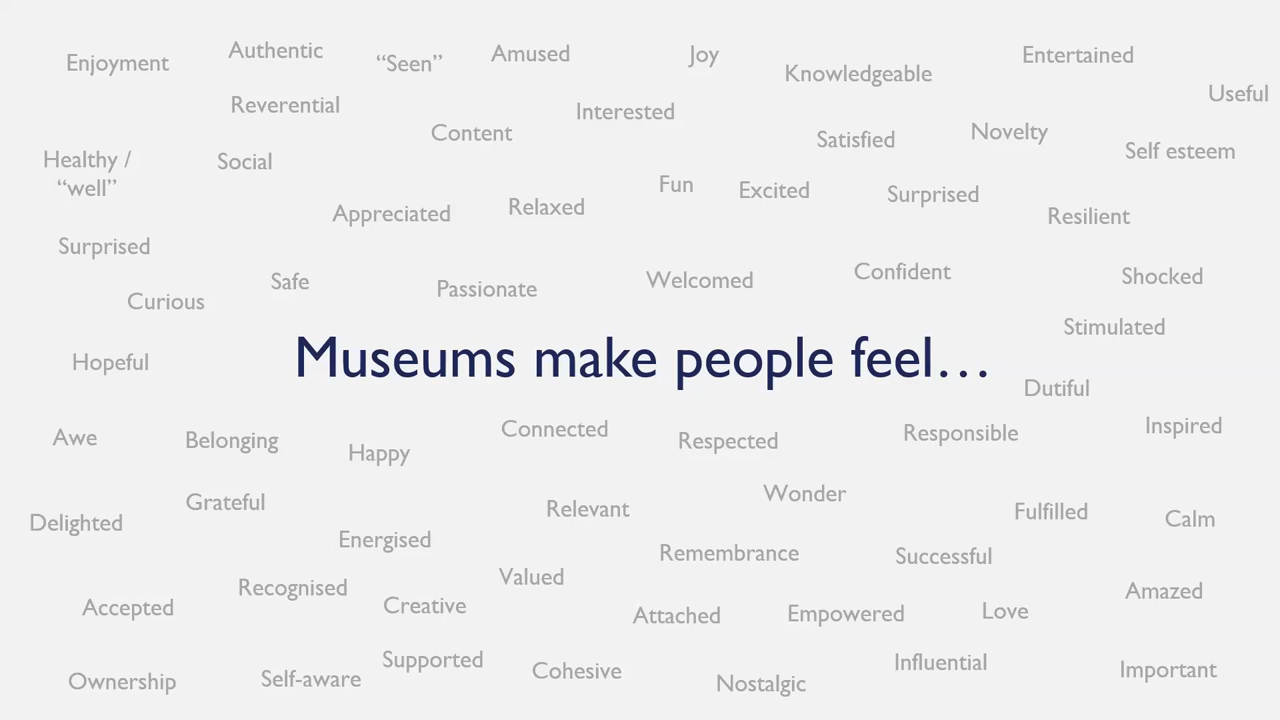 Enjoyment
Authentic
“Seen”
Amused
Joy
Knowledgeable
Entertained
Useful
Reverential
Interested
Content
Satisfied
Novelty
Self esteem
Healthy /
“well”
Social
Fun
Excited
Surprised
Appreciated
Relaxed
Resilient
Surprised
Safe
Passionate
Welcomed
Confident
Shocked
Curious
Stimulated
Hopeful
Museums make people feel…
Dutiful
Awe
Belonging
Happy
Connected
Respected
Responsible
Inspired
Grateful
Wonder
Delighted
Relevant
Fulfilled
Calm
Energised
Remembrance
Successful
Recognised
Valued
Amazed
Accepted
Creative
Attached
Empowered
Love
Ownership
Self-aware
Supported
Cohesive
Nostalgic
Influential
Important